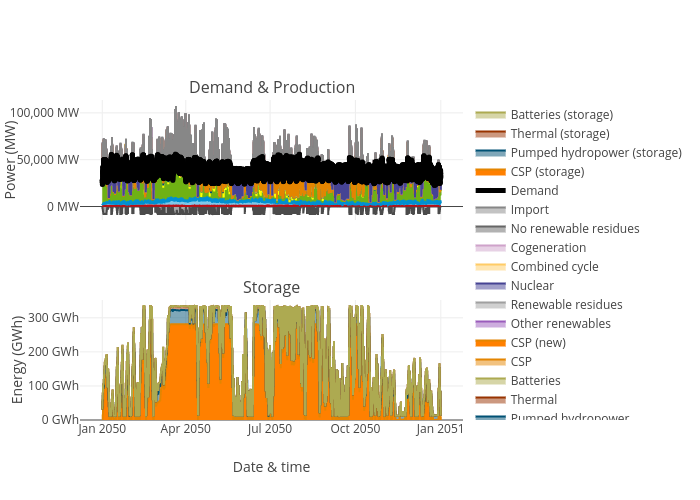 Demand & Production
100,000 MW
50,000 MW
0 MW
Power (MW)
Storage
300 GWh
200 GWh
100 GWh
0 GWh
Energy (GWh)
Jan 2050
Apr 2050
Jul 2050
Oct 2050
Jan 2051
Date & time
Batteries (storage)
Thermal (storage)
Pumped hydropower (storage)
CSP (storage)
Demand
Import
No renewable residues
Cogeneration
Combined cycle
Nuclear
Renewable residues
Other renewables
CSP (new)
CSP
Batteries
Thermal
Pumped hydropower